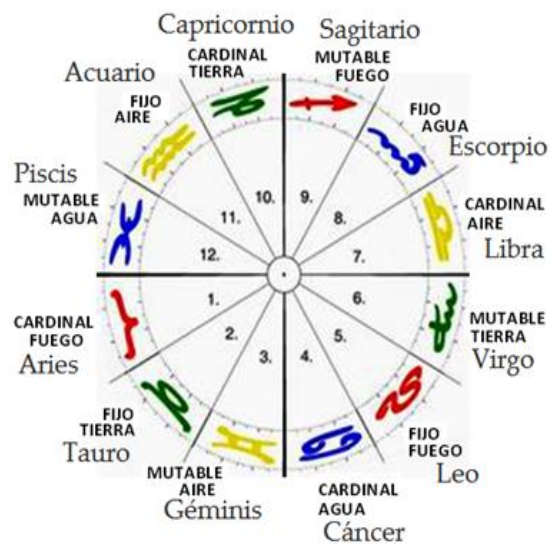 Capricornio
CARDINAL
TIERRA
Sagitario
MUTABLE
FUEGO
Acuario
FIJO
AIRE
FIJO
AGUA
Escorpio
Piscis
MUTABLE
AGUA
CARDINAL
AIRE
Libra
10.
9.
11.
8.
12.
7.
1.
6.
2.
5.
3.
4.
CARDINAL
FUEGO
Aries
MUTABLE
TIERRA
Virgo
FIJO
TIERRA
Tauro
FIJO
FUEGO
Leo
MUTABLE
AIRE
Géminis
CARDINAL
AGUA
Cáncer